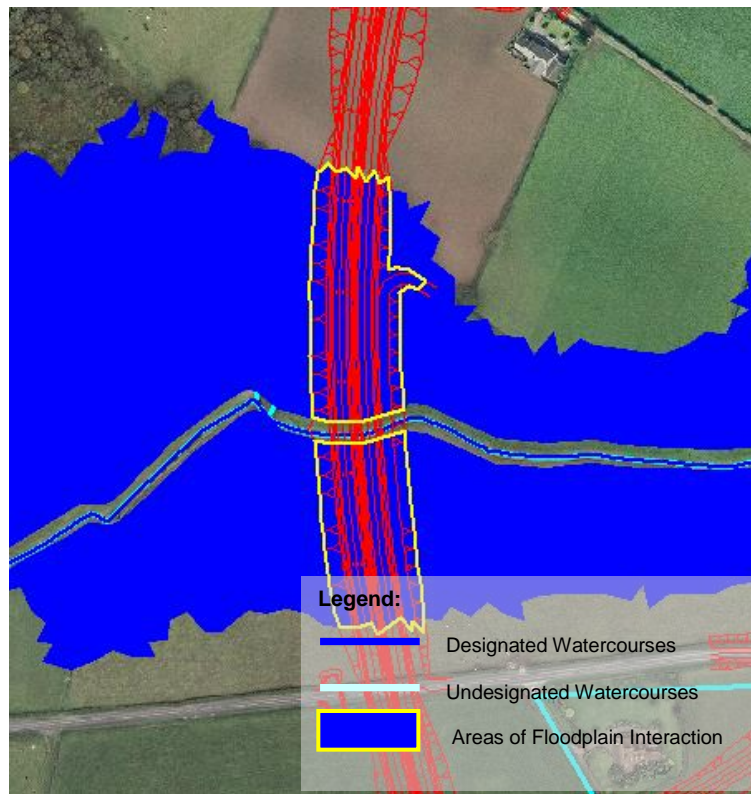 Legend:
Designated Watercourses
Undesignated Watercourses
Areas of Floodplain Interaction